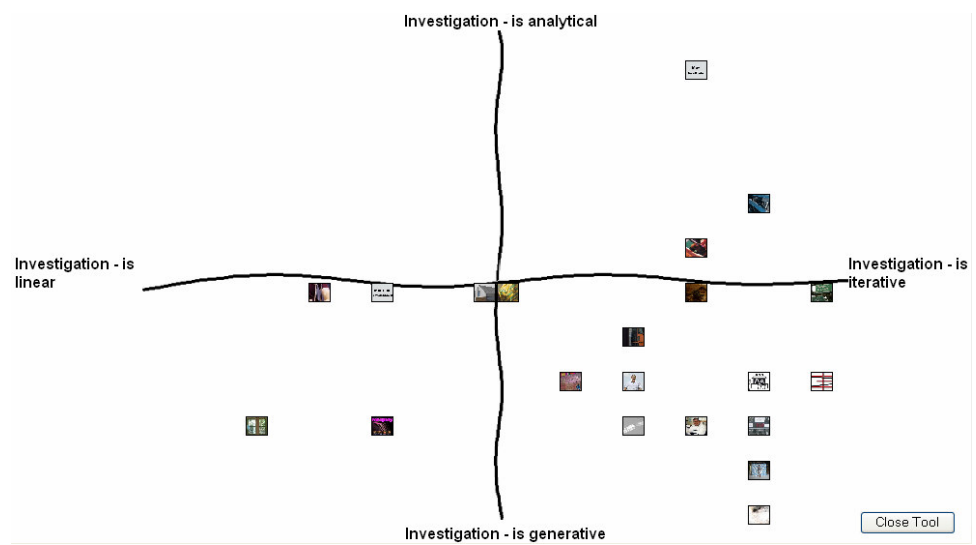 Investigation - is analytical
Investigation - is
linear
Investigation - is
iterative
Investigation - is generative
Close Tool